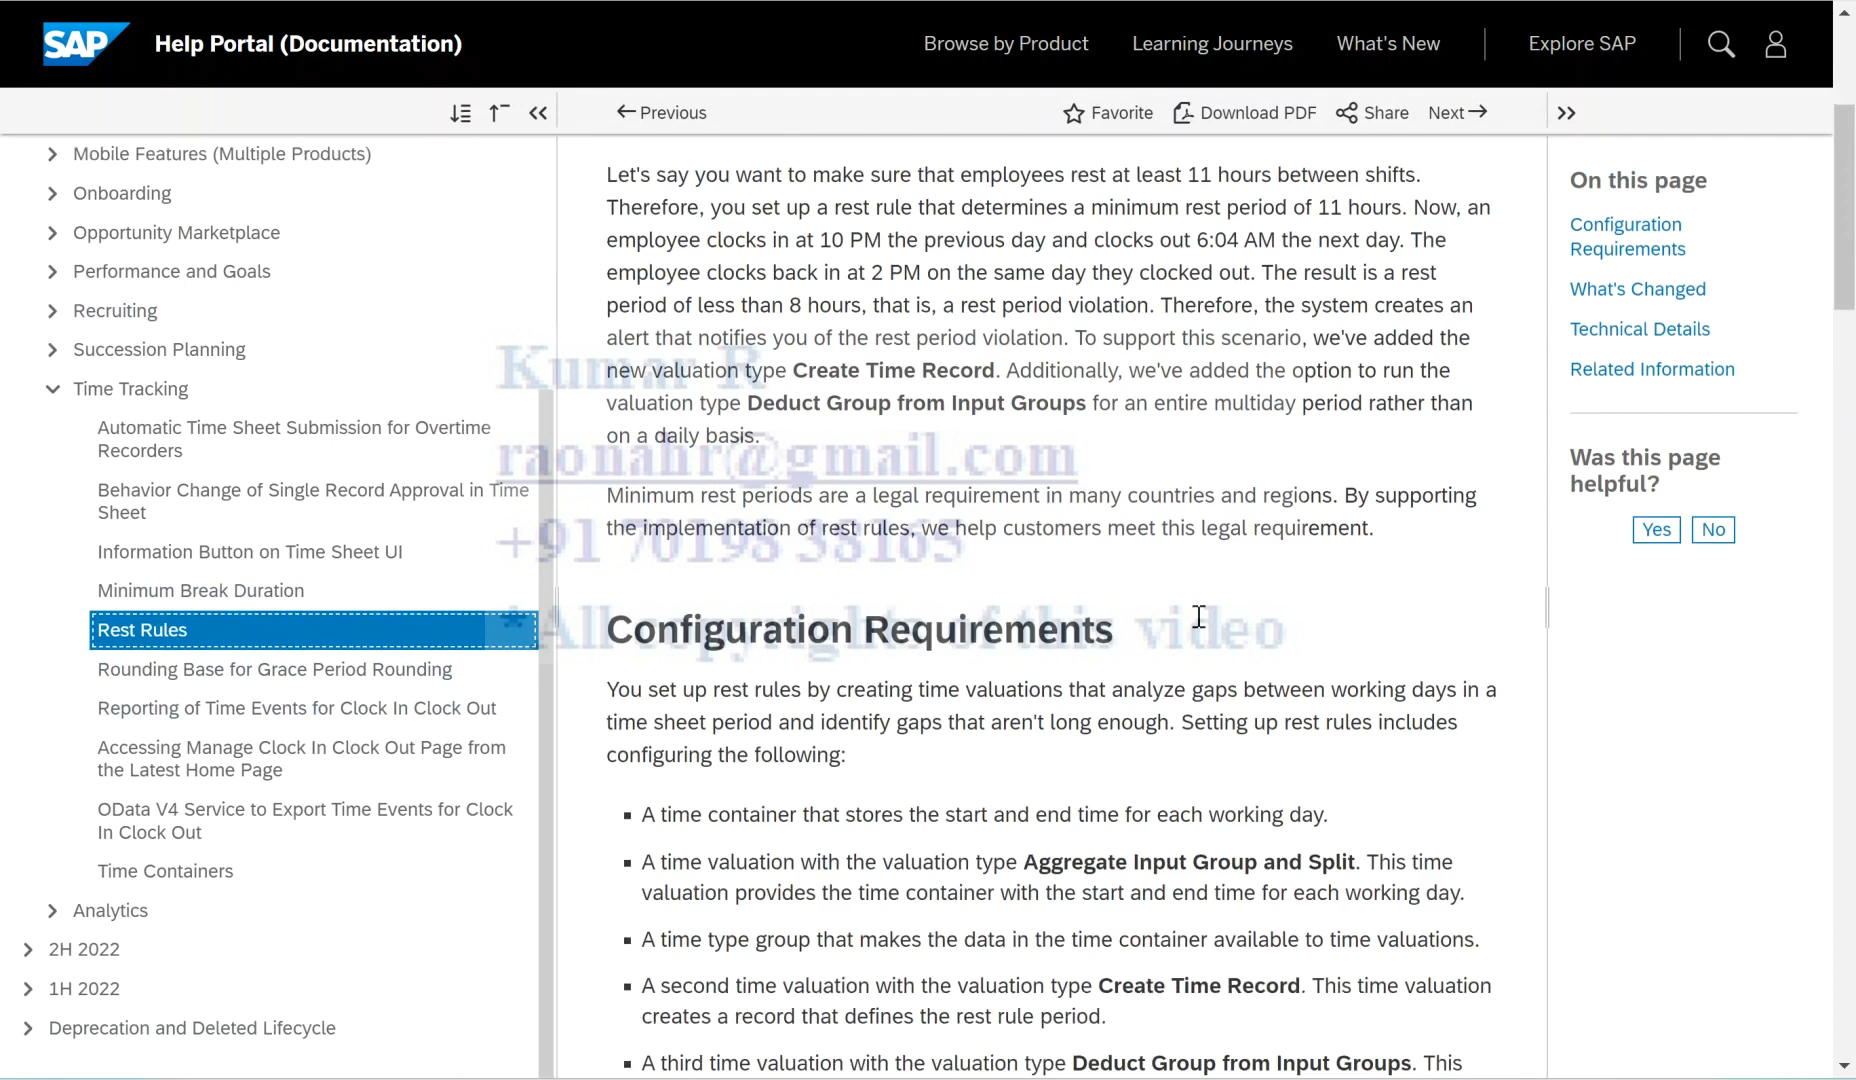 SAP Help Portal (Documentation)
Browse by Product
Learning Journeys
What's New
Explore SAP
Previous
Favorite
Download PDF
Share
Next
Mobile Features (Multiple Products)
Onboarding
Opportunity Marketplace
Performance and Goals
Recruiting
Succession Planning
Time Tracking
Automatic Time Sheet Submission for Overtime
Recorders
Behavior Change of Single Record Approval in Time
Sheet
Information Button on Time Sheet UI
Minimum Break Duration
Rest Rules
Rounding Base for Grace Period Rounding
Reporting of Time Events for Clock In Clock Out
Accessing Manage Clock In Clock Out Page from
the Latest Home Page
OData V4 Service to Export Time Events for Clock
In Clock Out
Time Containers
Analytics
2H 2022
1H 2022
Deprecation and Deleted Lifecycle
Let's say you want to make sure that employees rest at least 11 hours between shifts.
Therefore, you set up a rest rule that determines a minimum rest period of 11 hours. Now, an
employee clocks in at 10 PM the previous day and clocks out 6:04 AM the next day. The
employee clocks back in at 2 PM on the same day they clocked out. The result is a rest
period of less than 8 hours, that is, a rest period violation. Therefore, the system creates an
alert that notifies you of the rest period violation. To support this scenario, we've added the
new valuation type Create Time Record. Additionally, we've added the option to run the
valuation type Deduct Group from Input Groups for an entire multiday period rather than
on a daily basis.
Minimum rest periods are a legal requirement in many countries and regions. By supporting
the implementation of rest rules, we help customers meet this legal requirement.
Configuration Requirements
You set up rest rules by creating time valuations that analyze gaps between working days in a
time sheet period and identify gaps that aren't long enough. Setting up rest rules includes
configuring the following:
A time container that stores the start and end time for each working day.
A time valuation with the valuation type Aggregate Input Group and Split. This time
valuation provides the time container with the start and end time for each working day.
A time type group that makes the data in the time container available to time valuations.
A second time valuation with the valuation type Create Time Record. This time valuation
creates a record that defines the rest rule period.
A third time valuation with the valuation type Deduct Group from Input Groups. This
Kumar R
raonahr@gmail.com
+91 70198 38165
*All copyrights of this video
On this page
Configuration
Requirements
What's Changed
Technical Details
Related Information
Was this page
helpful?
Yes
No